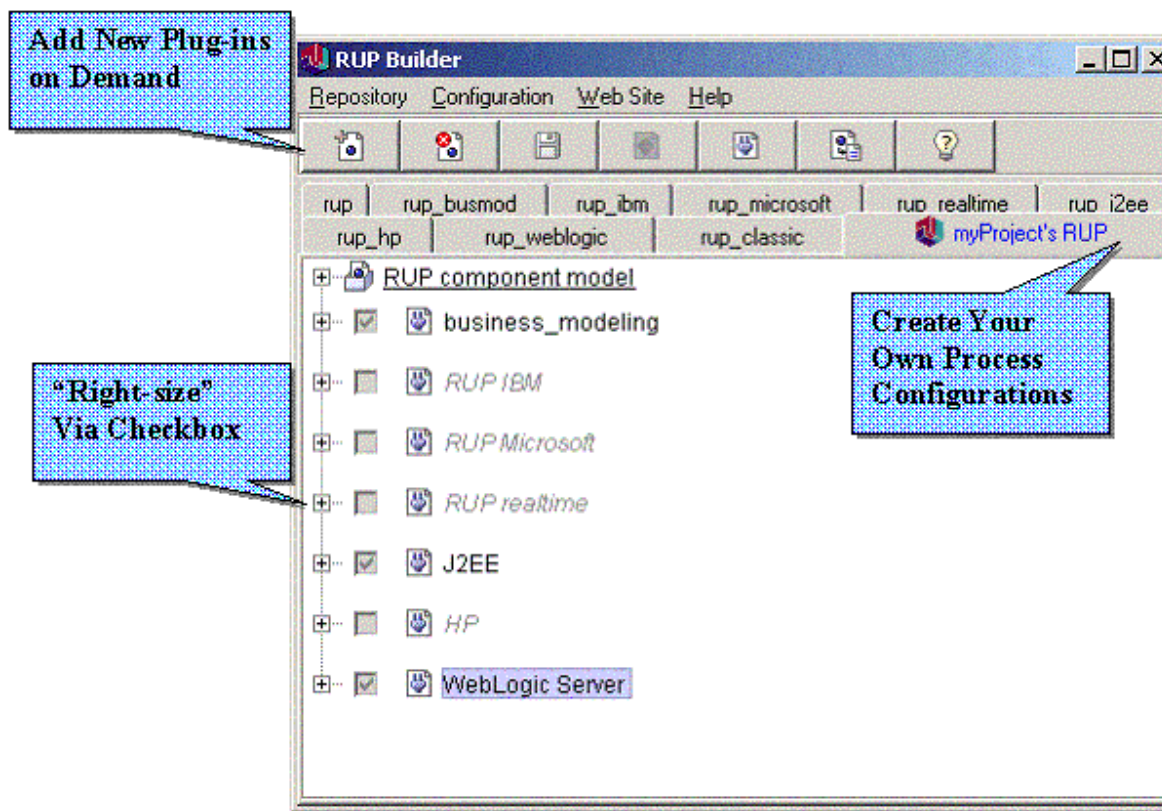 Add New Plug-ins
on Demand
RUP Builder
Repository Configuration Web Site Help
rup rup_busmod rup_ibm rup_microsoft rup_realtime rup_j2ee
rup_hp rup_weblogic rup_classic myProject's RUP
RUP component model
business_modeling
Create Your
Own Process
Configurations
RUP IBM
"Right-size"
Via Checkbox
RUP Microsoft
RUP realtime
J2EE
HP
WebLogic Server